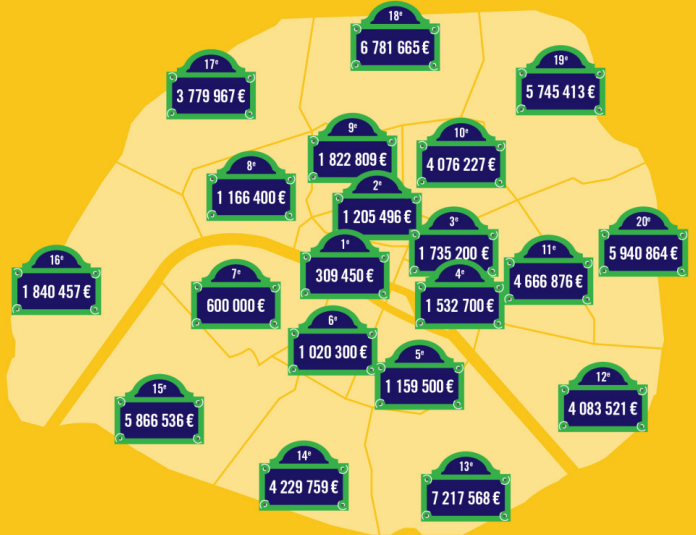 18e
6 781 665 €
17e
3 779 967 €
19e
5 745 413 €
9e
1 822 809 €
10e
4 076 227 €
8e
1 166 400 €
2e
1 205 496 €
3e
1 735 200 €
20e
5 940 864 €
1e
309 450 €
11e
4 666 876 €
16e
1 840 457 €
7e
600 000 €
4e
1 532 700 €
6e
1 020 300 €
5e
1 159 500 €
15e
5 866 536 €
12e
4 083 521 €
14e
4 229 759 €
13e
7 217 568 €